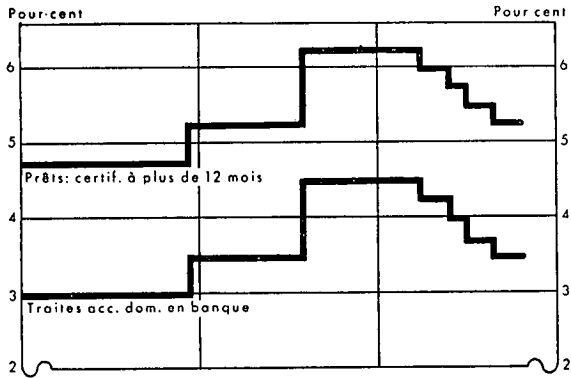 Pour-cent Pour cent
6 6
5 5
Prêts: certif. à plus de 12 mois
4 4
3 3
Traites acc. dom. en banque
2 2